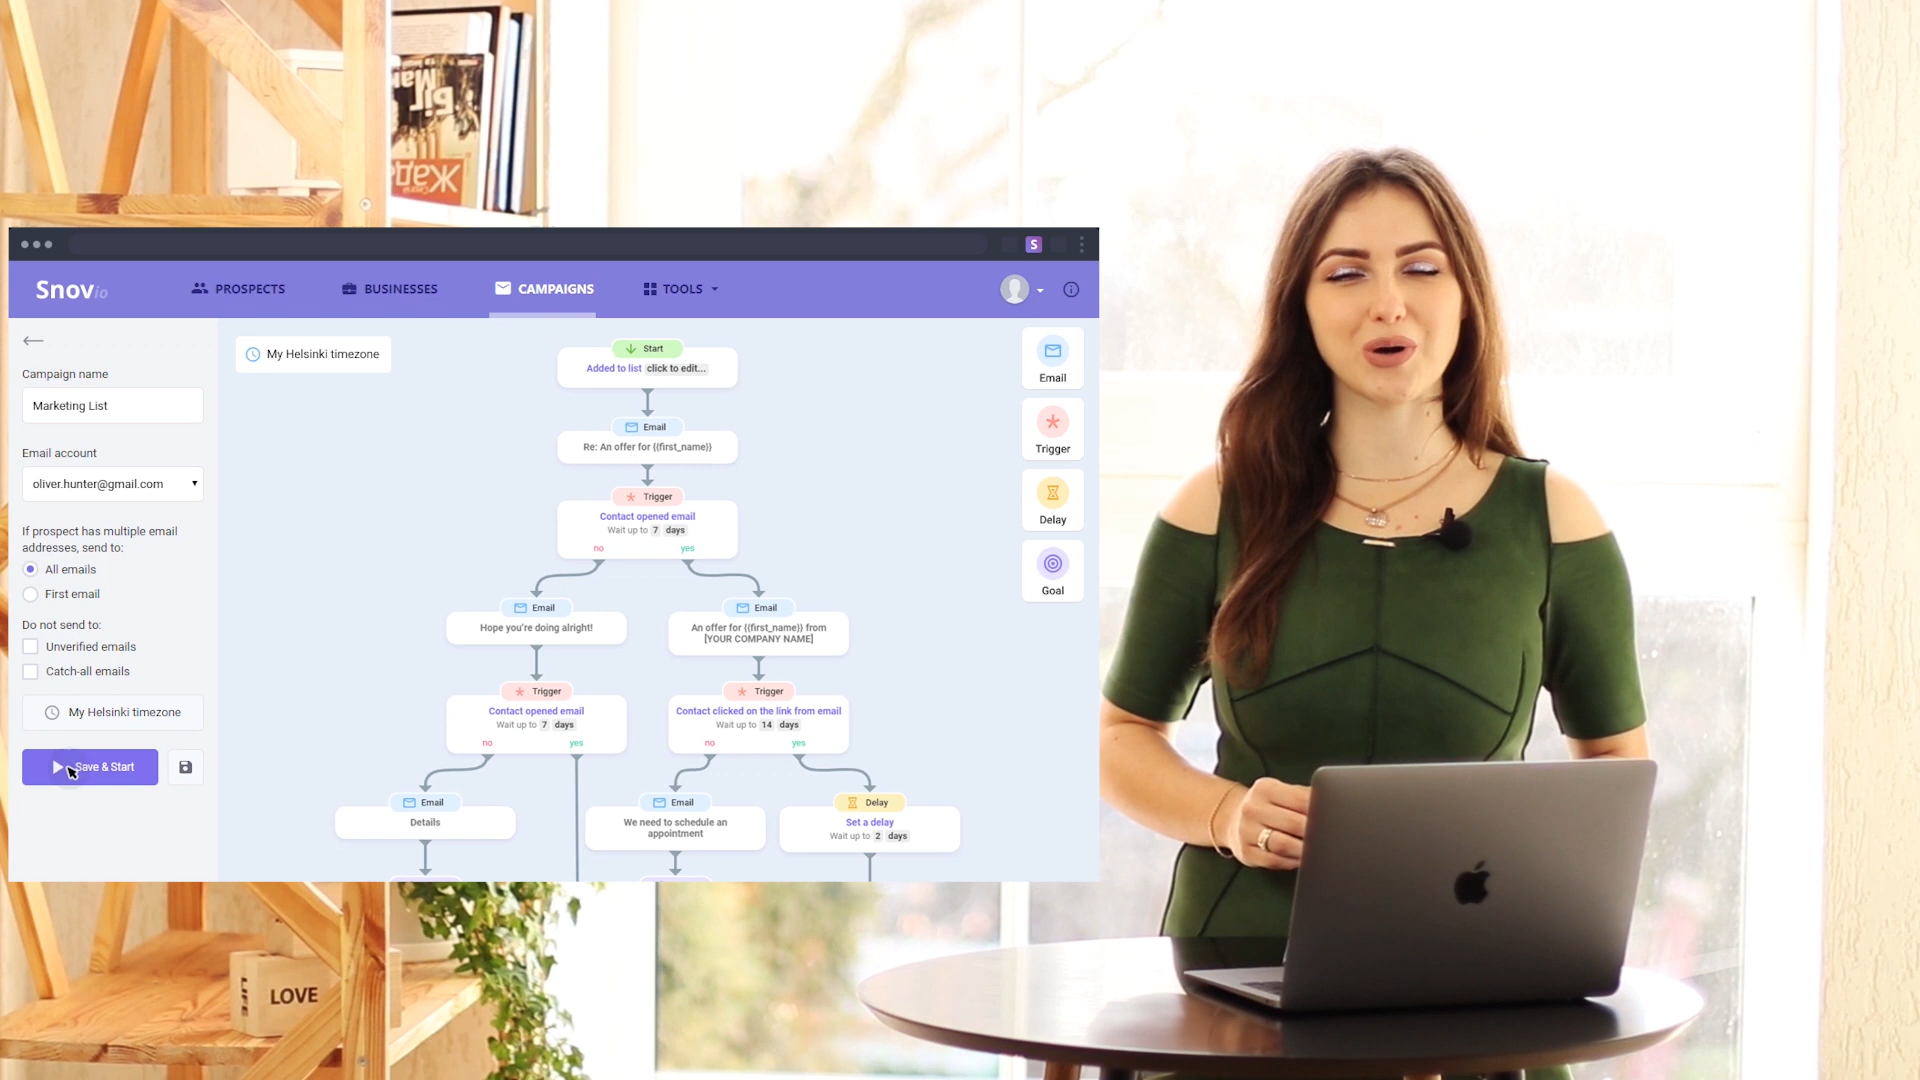 Жада
S
Snovio
PROSPECTS
BUSINESSES
CAMPAIGNS
TOOLS
Campaign name
Marketing List
Email account
oliver.hunter@gmail.com
If prospect has multiple email
addresses, send to:
All emails
First email
Do not send to:
Unverified emails
Catch-all emails
My Helsinki timezone
Save & Start
My Helsinki timezone
Start
Added to list click to edit...
Email
Re: An offer for {{first_name}}
Trigger
Contact opened email
Wait up to 7 days
no yes
Email
Hope you're doing alright!
Email
An offer for {{first_name}} from
[YOUR COMPANY NAME]
Trigger
Contact opened email
Wait up to 7 days
no yes
Trigger
Contact clicked on the link from email
Wait up to 14 days
no yes
Email
Details
Email
We need to schedule an
appointment
Delay
Set a delay
Wait up to 2 days
Email
Trigger
Delay
Goal
LIFE
LOVE